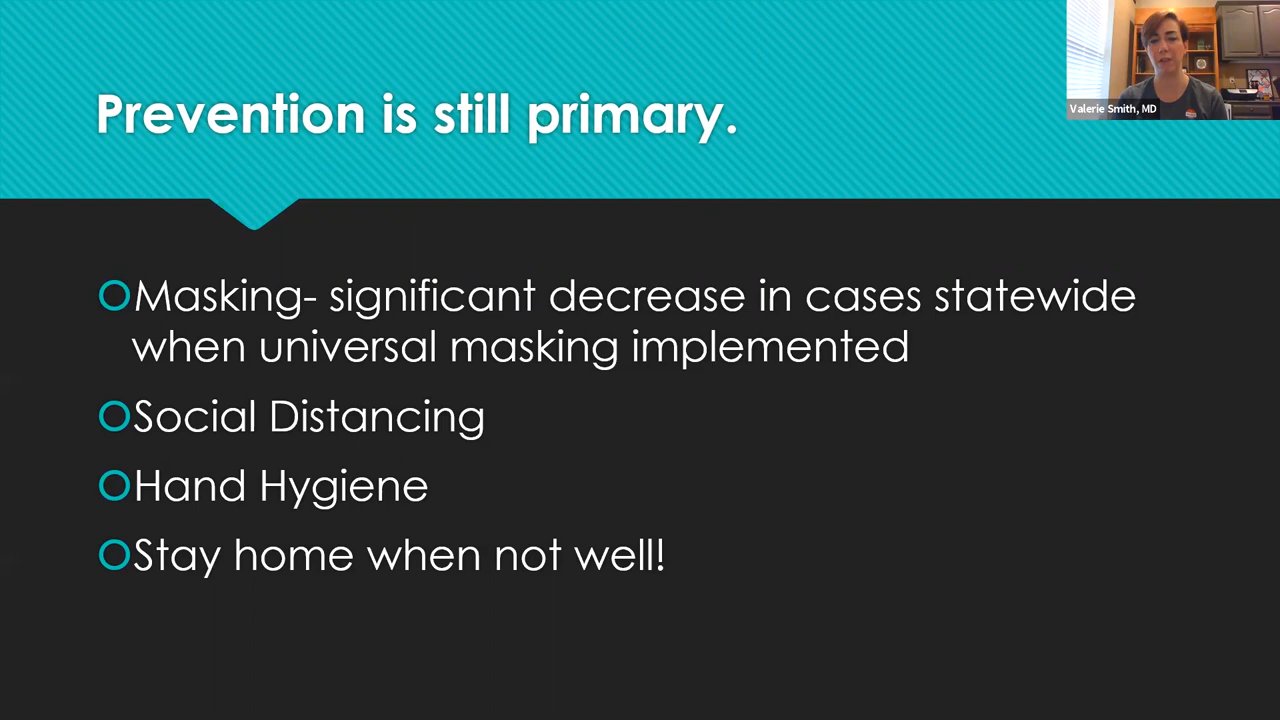 Prevention is still primary.
Valerie Smith, MD
Masking- significant decrease in cases statewide
when universal masking implemented
Social Distancing
Hand Hygiene
Stay home when not well!